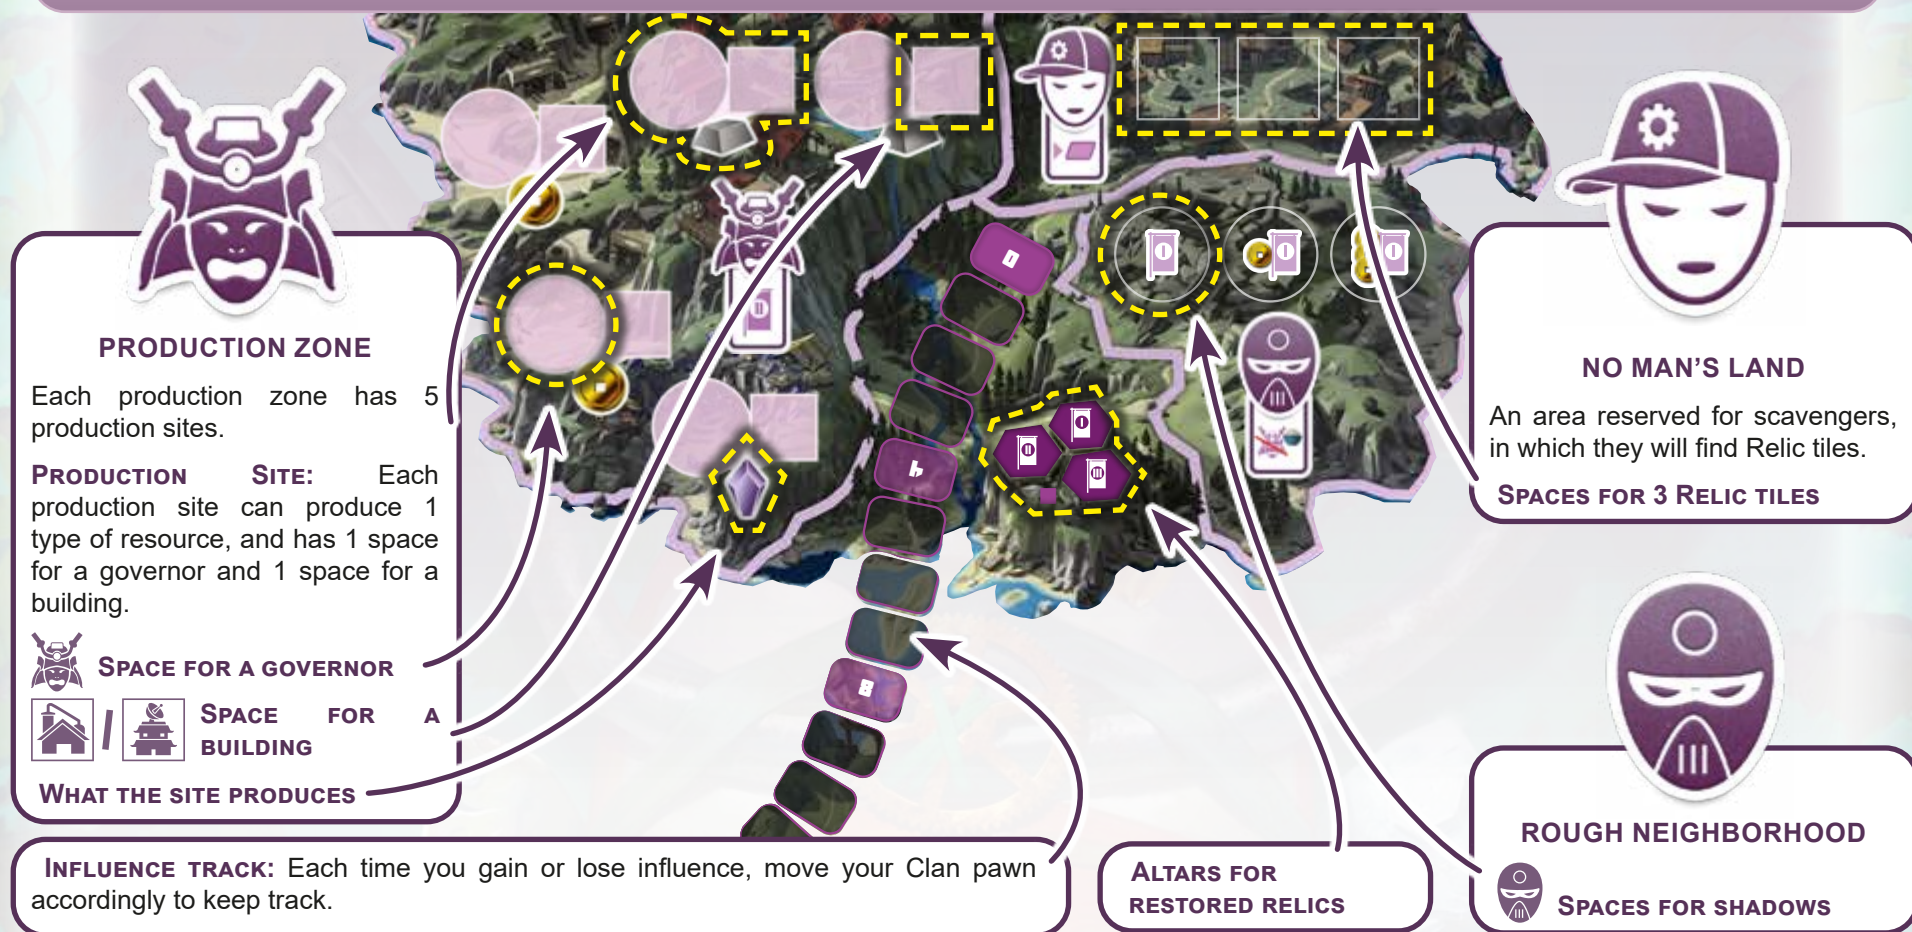 PRODUCTION ZONE
Each production zone has 5
production sites.
PRODUCTION SITE: Each
production site can produce 1
type of resource, and has 1 space
for a governor and 1 space for a
building.
SPACE FOR A GOVERNOR
SPACE FOR A
BUILDING
WHAT THE SITE PRODUCES
INFLUENCE TRACK: Each time you gain or lose influence, move your Clan pawn
accordingly to keep track.
ALTARS FOR
RESTORED RELICS
NO MAN'S LAND
An area reserved for scavengers,
in which they will find Relic tiles.
SPACES FOR 3 RELIC TILES
ROUGH NEIGHBORHOOD
SPACES FOR SHADOWS
I
I
I
II
I
II
III
8